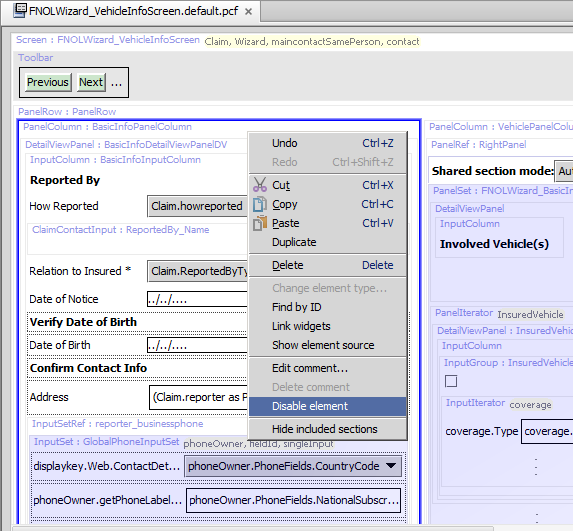 FNOLWizard_VehicleInfoScreen.default.pcf
Screen : FNOLWizard_VehicleInfoScreen Claim, Wizard, maincontactSamePerson, contact
Toolbar
Previous Next ...
PanelRow : PanelRow
PanelColumn : BasicInfoPanelColumn
DetailViewPanel : BasicInfoDetailViewPanelDV
InputColumn : BasicInfoInputColumn
Reported By
How Reported Claim.howreported
ClaimContactInput : ReportedBy_Name
Relation to Insured * Claim.ReportedByTy
Date of Notice ../../....
Verify Date of Birth
Date of Birth ../../....
Confirm Contact Info
Address (Claim.reporter as P
InputSetRef : reporter_businessphone
InputSet : GlobalPhoneInputSet phoneOwner, fieldId, singleInput
displaykey.Web.ContactDet... phoneOwner.PhoneFields.CountryCode
phoneOwner.getPhoneLabel... phoneOwner.PhoneFields.NationalSubscr...
Undo Ctrl+Z
Redo Ctrl+Shift+Z
Cut Ctrl+X
Copy Ctrl+C
Paste Ctrl+V
Duplicate
Delete Delete
Change element type...
Find by ID
Link widgets
Show element source
Edit comment...
Delete comment
Disable element
Hide included sections
PanelColumn : VehiclePanelColumn
PanelRef : RightPanel
Shared section mode: Au
PanelSet : FNOLWizard_BasicIn
DetailViewPanel
InputColumn
Involved Vehicle(s)
PanelIterator InsuredVehicle
DetailViewPanel : InsuredVehic
InputColumn
InputGroup : InsuredVehicle
InputIterator coverage
coverage.Type coverage.